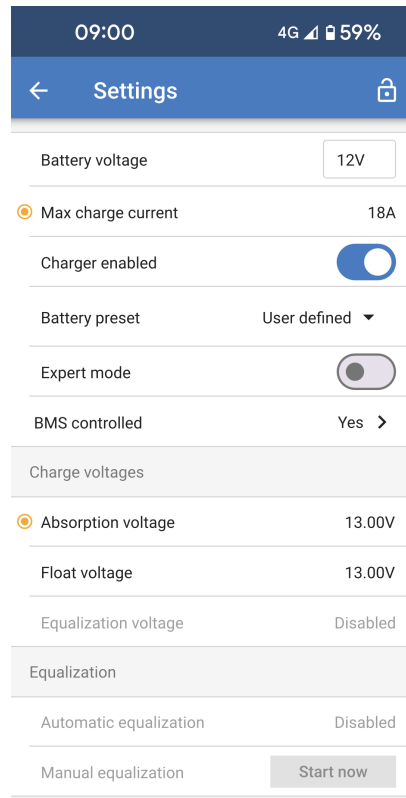 09:00 4G 59%
Settings
Battery voltage 12V
Max charge current 18A
Charger enabled
Battery preset User defined
Expert mode
BMS controlled Yes
Charge voltages
Absorption voltage 13.00V
Float voltage 13.00V
Equalization voltage Disabled
Equalization
Automatic equalization Disabled
Manual equalization Start now